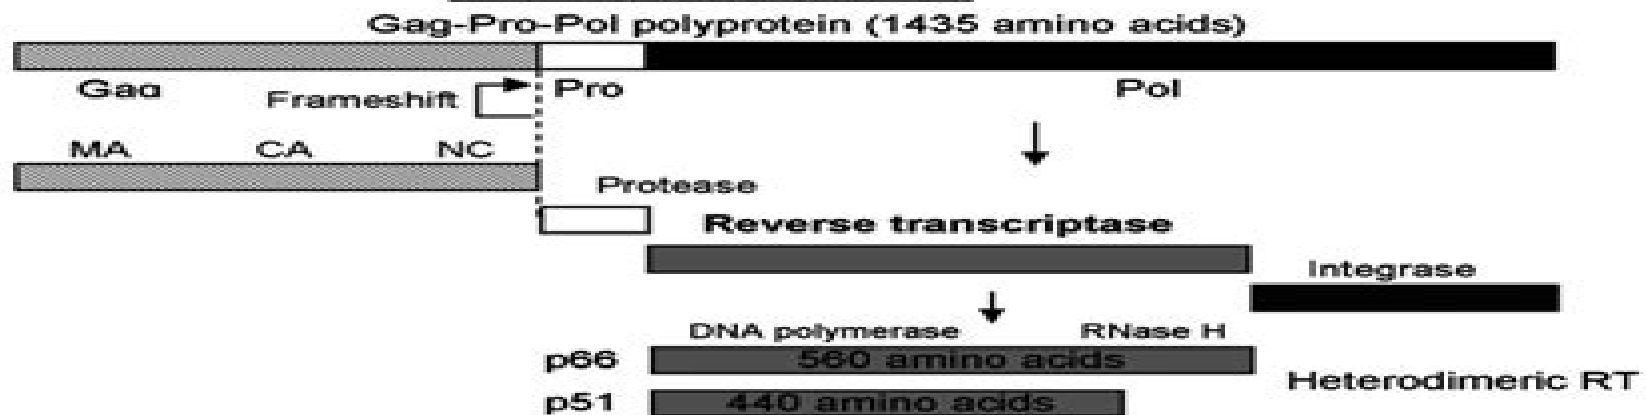 Gag-Pro-Pol polyprotein (1435 amino acids)
Gag Frameshift Pro Pol
MA CA NC
Protease
Reverse transcriptase
Integrase
DNA polymerase RNase H
p66 560 amino acids
Heterodimeric RT
p51 440 amino acids